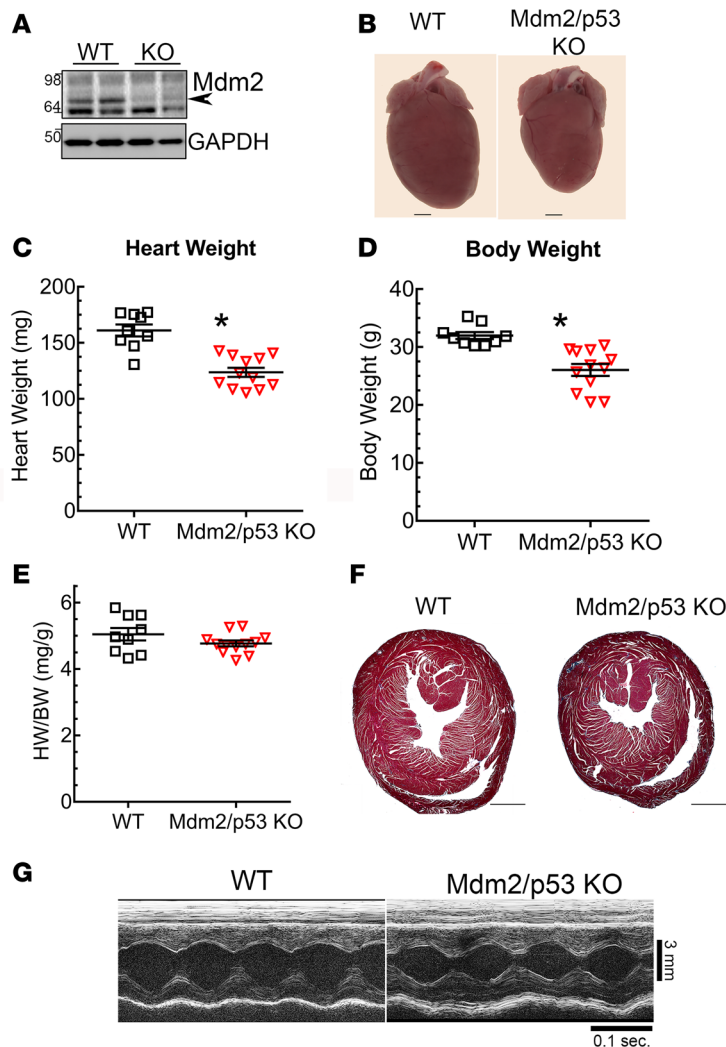 A
WT KO
98
Mdm2
64
50
GAPDH
B
WT
Mdm2/p53
KO
C
Heart Weight
Heart Weight (mg)
200
150
100
50
0
*
WT
Mdm2/p53 KO
D
Body Weight
Body Weight (g)
40
30
20
10
0
*
WT
Mdm2/p53 KO
E
HW/BW (mg/g)
6
4
2
0
WT
Mdm2/p53 KO
F
WT
Mdm2/p53 KO
G
WT
Mdm2/p53 KO
3 mm
0.1 sec.